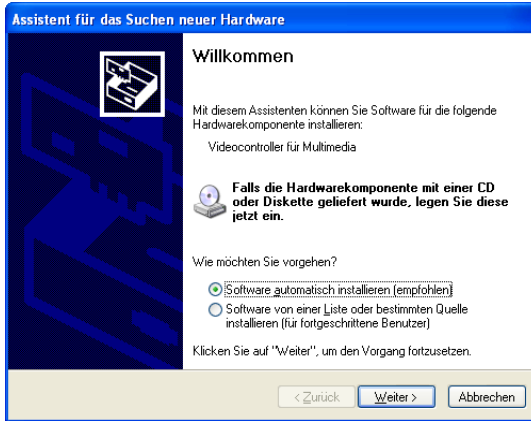 Assistent für das Suchen neuer Hardware
Willkommen
Mit diesem Assistenten können Sie Software für die folgende
Hardwarekomponente installieren:
Videocontroller für Multimedia
Falls die Hardwarekomponente mit einer CD
oder Diskette geliefert wurde, legen Sie diese
jetzt ein.
Wie möchten Sie vorgehen?
Software automatisch installieren (empfohlen)
Software von einer Liste oder bestimmten Quelle
installieren (für fortgeschrittene Benutzer)
Klicken Sie auf "Weiter", um den Vorgang fortzusetzen.
< Zurück Weiter > Abbrechen